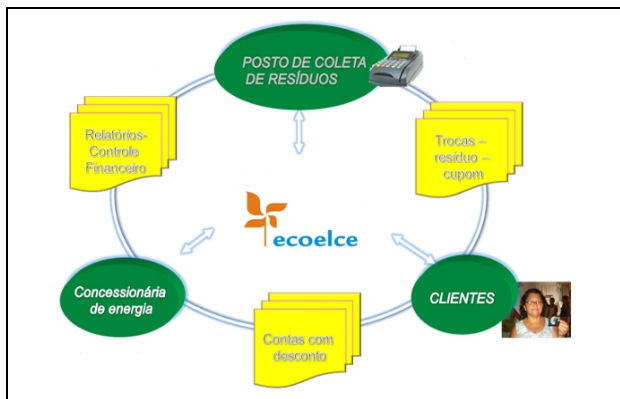 POSTO DE COLETA
DE RESÍDUOS
Relatórios-
Controle
Financeiro
Trocas –
resíduo –
cupom
ecoelce
Concessionária
de energia
CLIENTES
Contas com
desconto